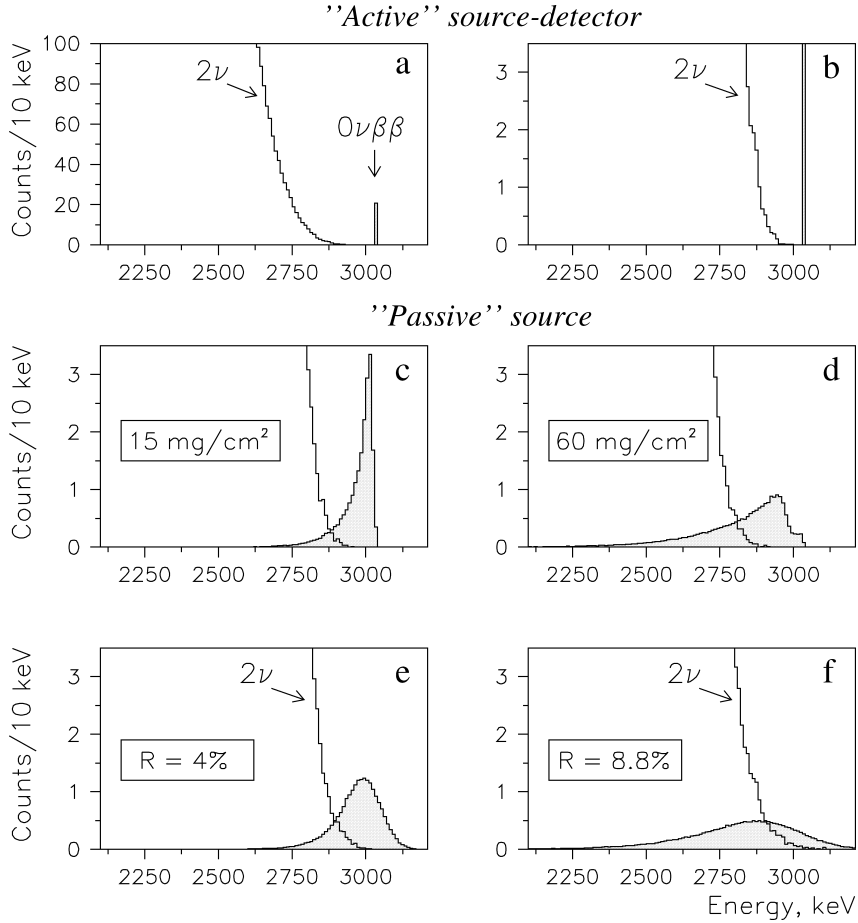 ’’Active’’ source-detector
Counts/10 keV
100
80
60
40
20
0
2ν
0νββ
a
2250 2500 2750 3000
3
2
1
0
2ν
b
2250 2500 2750 3000
’’Passive’’ source
Counts/10 keV
3
2
1
0
15 mg/cm²
c
2250 2500 2750 3000
3
2
1
0
60 mg/cm²
d
2250 2500 2750 3000
Counts/10 keV
3
2
1
0
2ν
R = 4%
e
2250 2500 2750 3000
3
2
1
0
2ν
R = 8.8%
f
2250 2500 2750 3000
Energy, keV